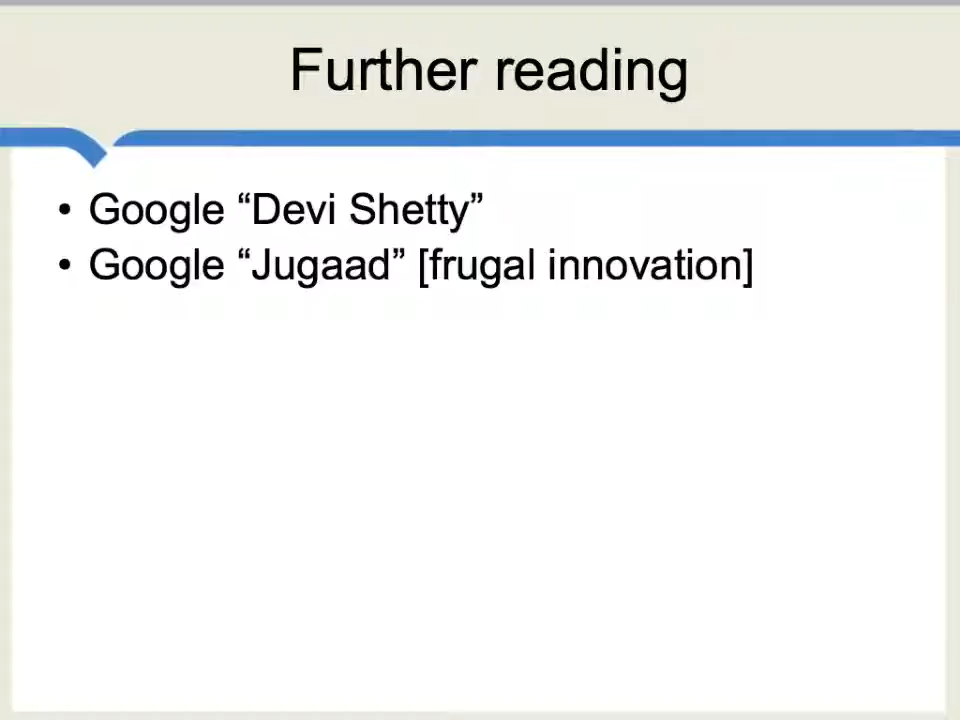 Further reading
• Google “Devi Shetty”
• Google “Jugaad” [frugal innovation]